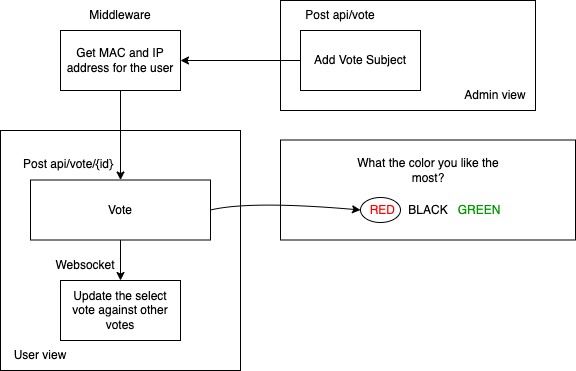 Middleware
Post api/vote
Get MAC and IP
address for the user
Add Vote Subject
Admin view
Post api/vote/{id}
Vote
What the color you like the
most?
RED BLACK GREEN
Websocket
Update the select
vote against other
votes
User view